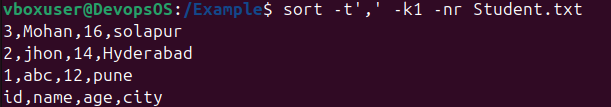 vboxuser@DevopsOS:/Example$ sort -t',' -k1 -nr Student.txt
3,Mohan,16,solapur
2,jhon,14,Hyderabad
1,abc,12,pune
id,name,age,city